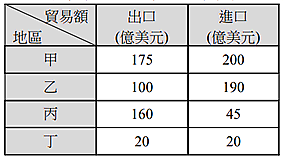 貿易額 出口 進口
地區 (億美元) (億美元)
甲 175 200
乙 100 190
丙 160 45
丁 20 20